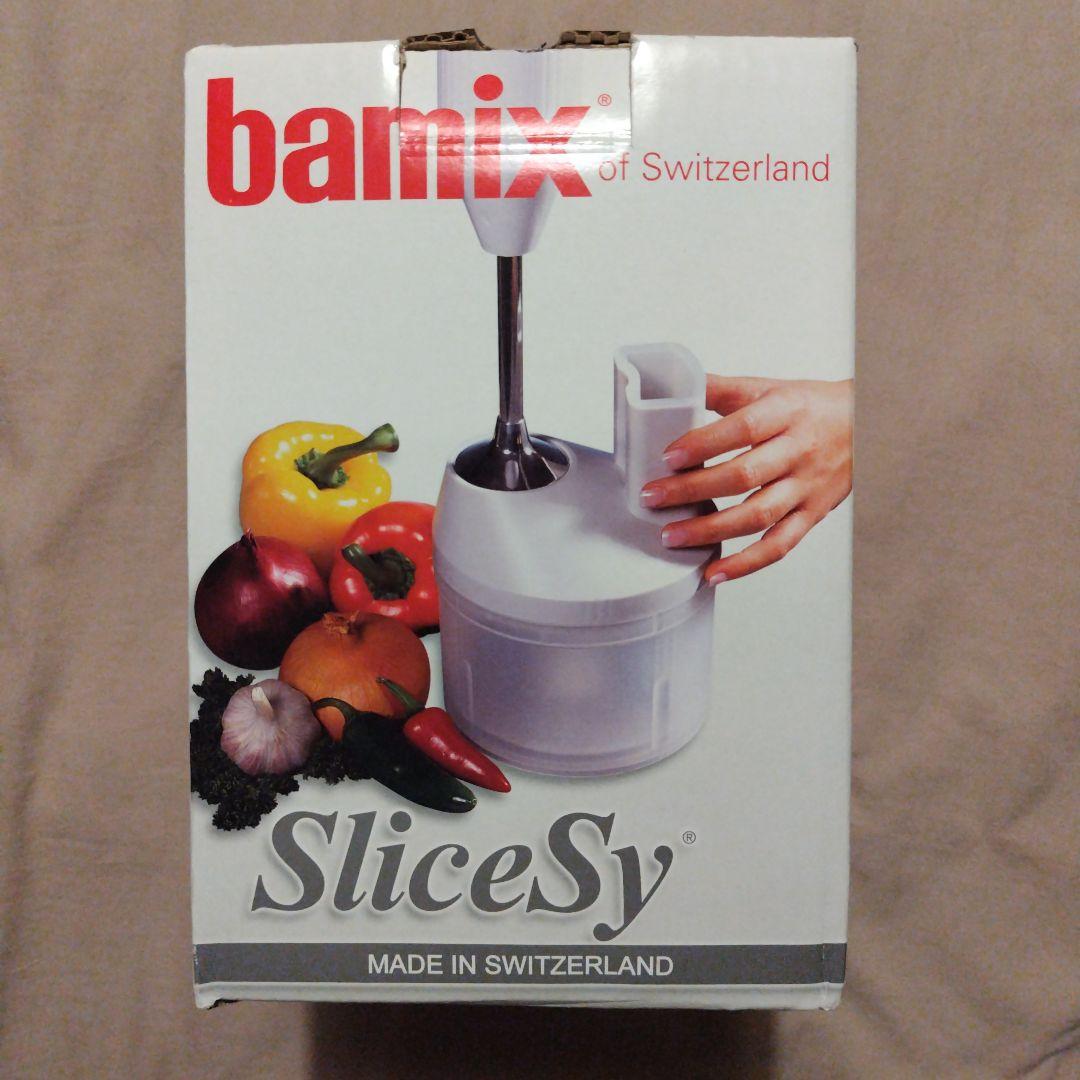 bamix®
of Switzerland
SliceSy®
MADE IN SWITZERLAND